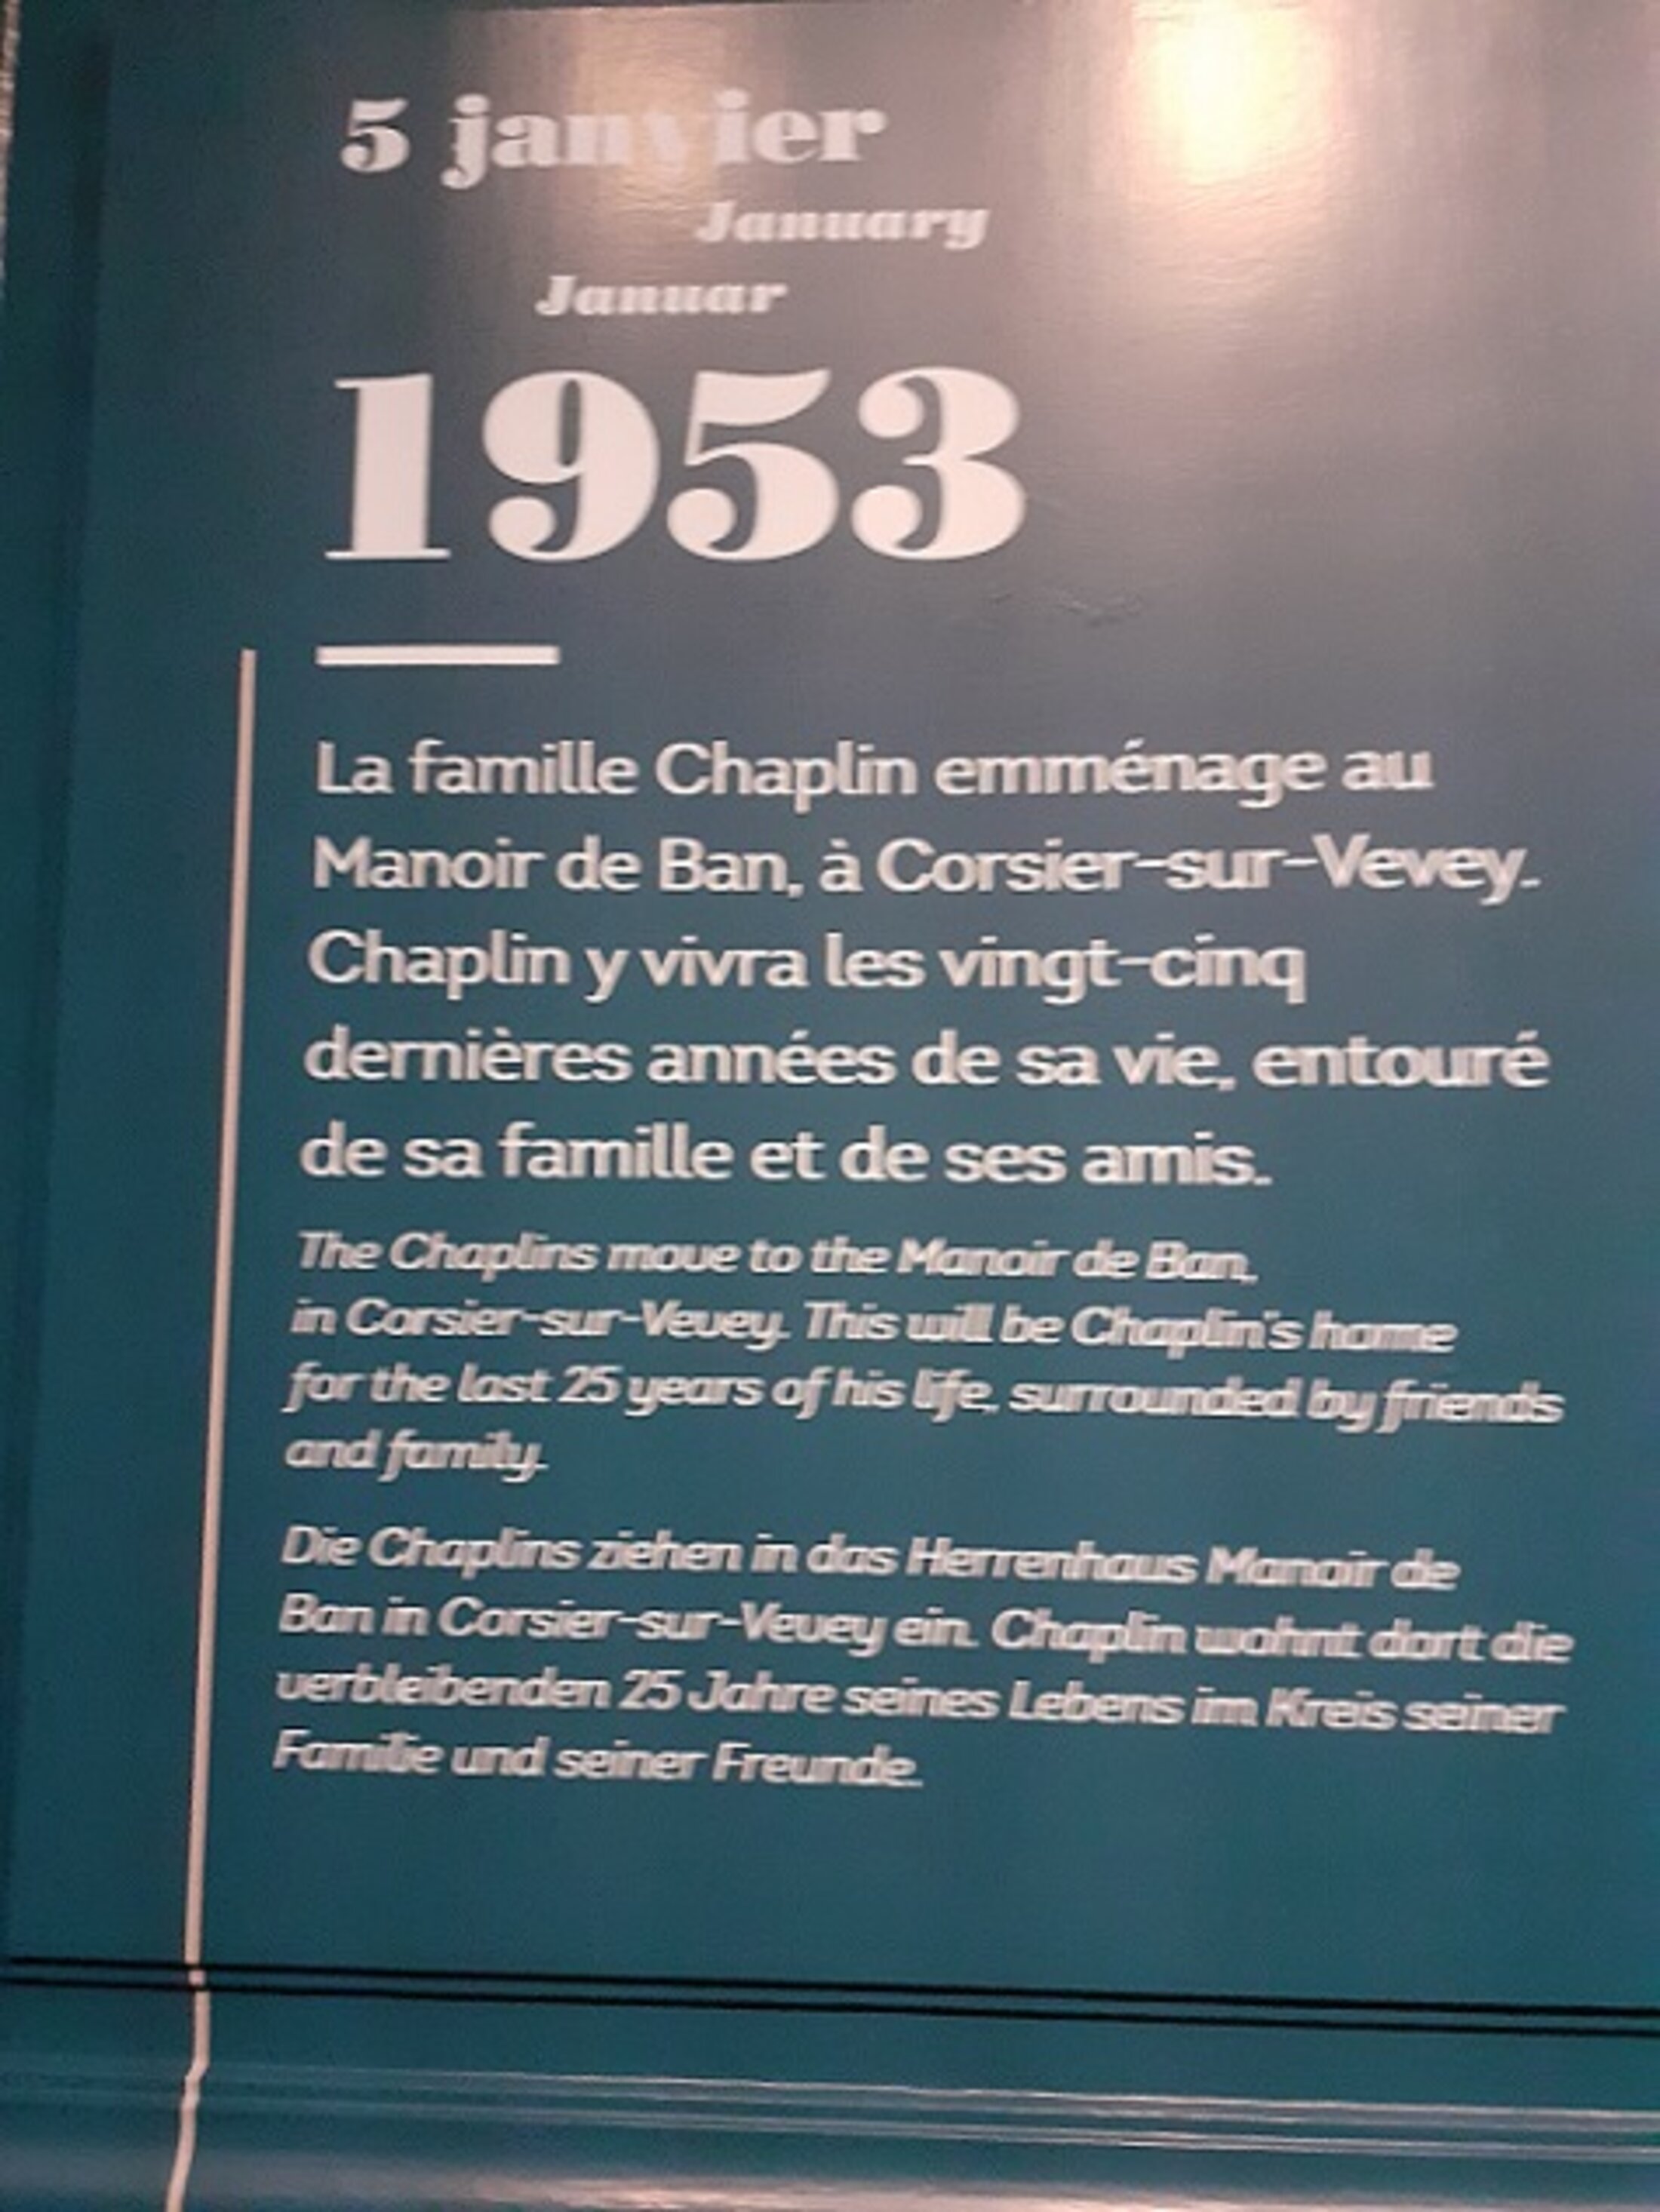 5 janvier
January
Januar
1953
La famille Chaplin emménage au
Manoir de Ban, à Corsier-sur-Vevey.
Chaplin y vivra les vingt-cinq
dernières années de sa vie, entouré
de sa famille et de ses amis.
The Chaplins move to the Manoir de Ban,
in Corsier-sur-Vevey. This will be Chaplin's home
for the last 25 years of his life, surrounded by friends
and family.
Die Chaplins ziehen in das Herrenhaus Manoir de
Ban in Corsier-sur-Vevey ein. Chaplin wohnt dort die
verbleibenden 25 Jahre seines Lebens im Kreis seiner
Familie und seiner Freunde.